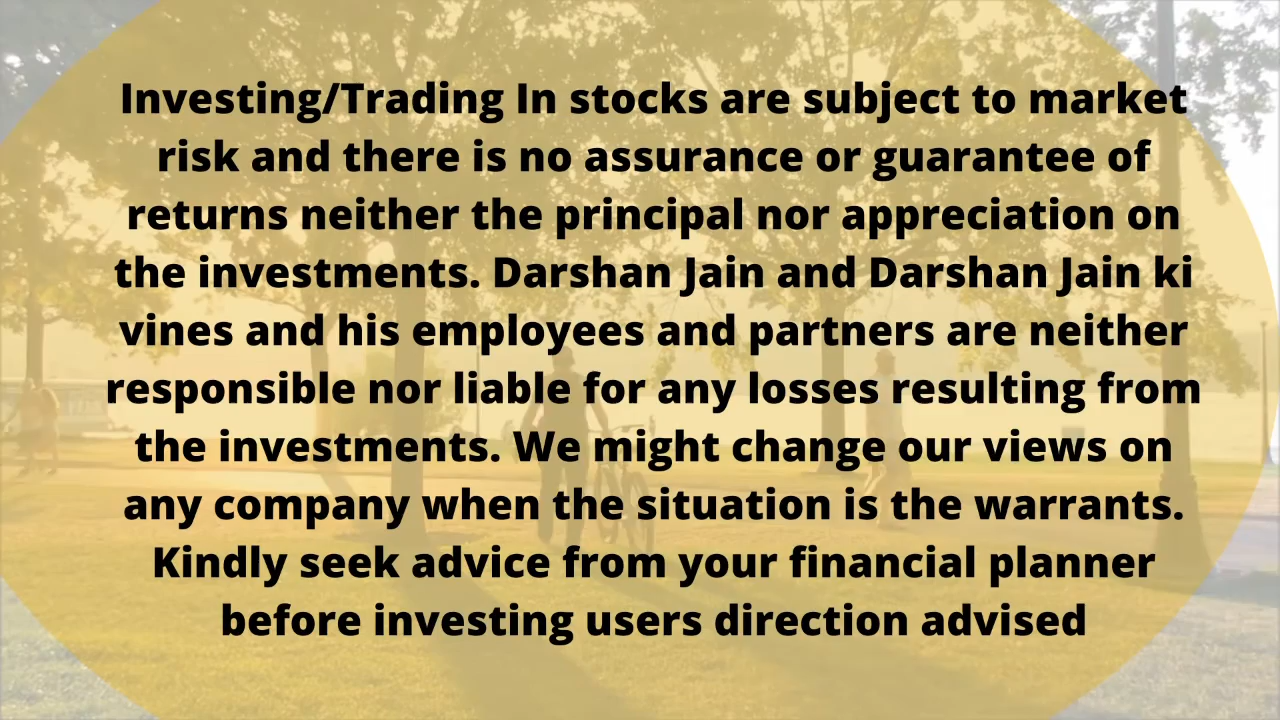 Investing/Trading In stocks are subject to market
risk and there is no assurance or guarantee of
returns neither the principal nor appreciation on
the investments. Darshan Jain and Darshan Jain ki
vines and his employees and partners are neither
responsible nor liable for any losses resulting from
the investments. We might change our views on
any company when the situation is the warrants.
Kindly seek advice from your financial planner
before investing users direction advised